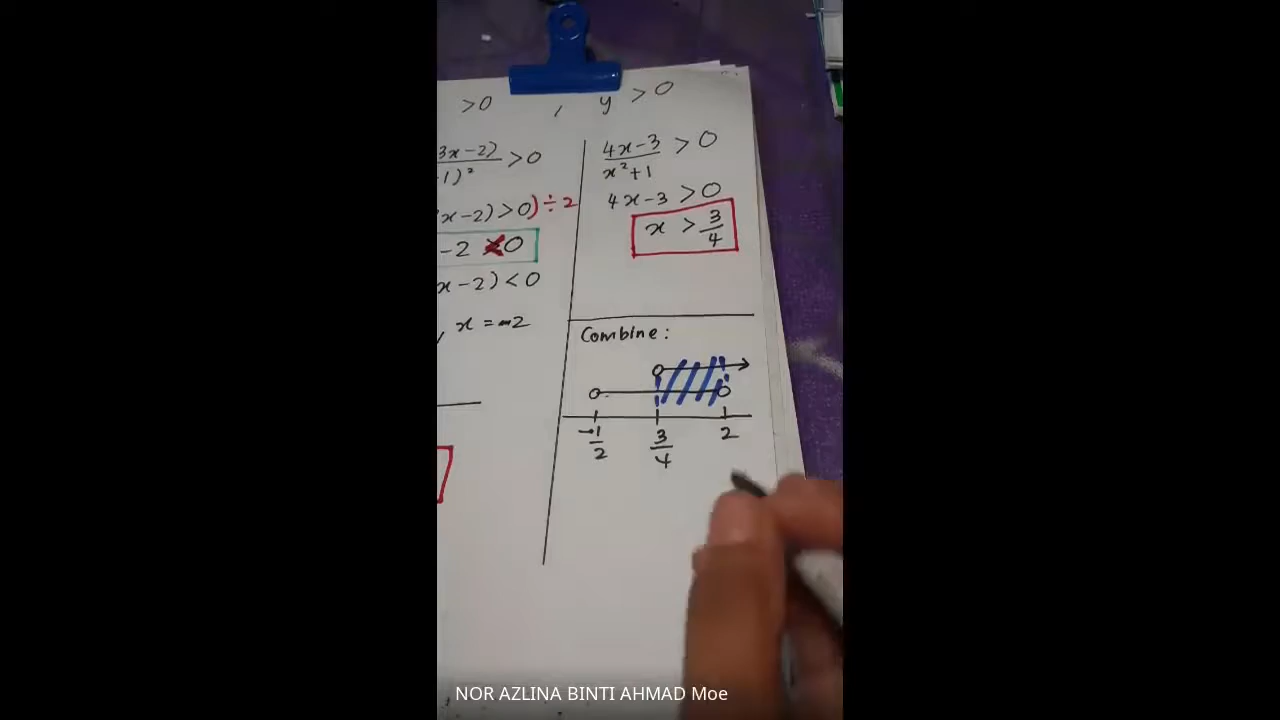 >0 , y > 0
3x-2) / -1)² > 0
(x-2) > 0) ÷ 2
-2 0
x-2) < 0
, x = -2
(4x-3)/(x²+1) > 0
4x-3 > 0
x > 3/4
Combine:
-1/2 3/4 2
NOR AZLINA BINTI AHMAD Moe